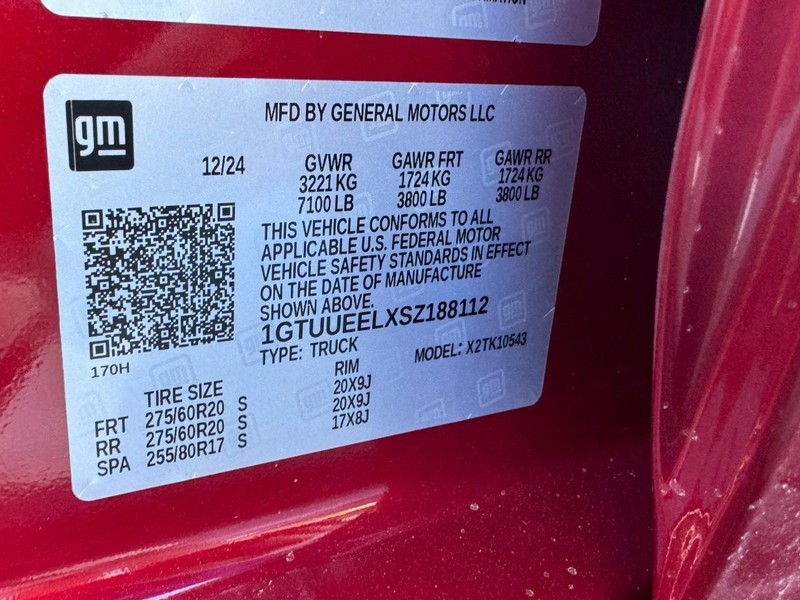 gm
MFD BY GENERAL MOTORS LLC
12/24
GVWR GAWR FRT GAWR RR
3221 KG 1724 KG 1724 KG
7100 LB 3800 LB 3800 LB
THIS VEHICLE CONFORMS TO ALL
APPLICABLE U.S. FEDERAL MOTOR
VEHICLE SAFETY STANDARDS IN EFFECT
ON THE DATE OF MANUFACTURE
SHOWN ABOVE.
1GTUUEELXSZ188112
170H
TYPE: TRUCK MODEL: X2TK10543
TIRE SIZE RIM
FRT 275/60R20 S 20X9J
RR 275/60R20 S 20X9J
SPA 255/80R17 S 17X8J